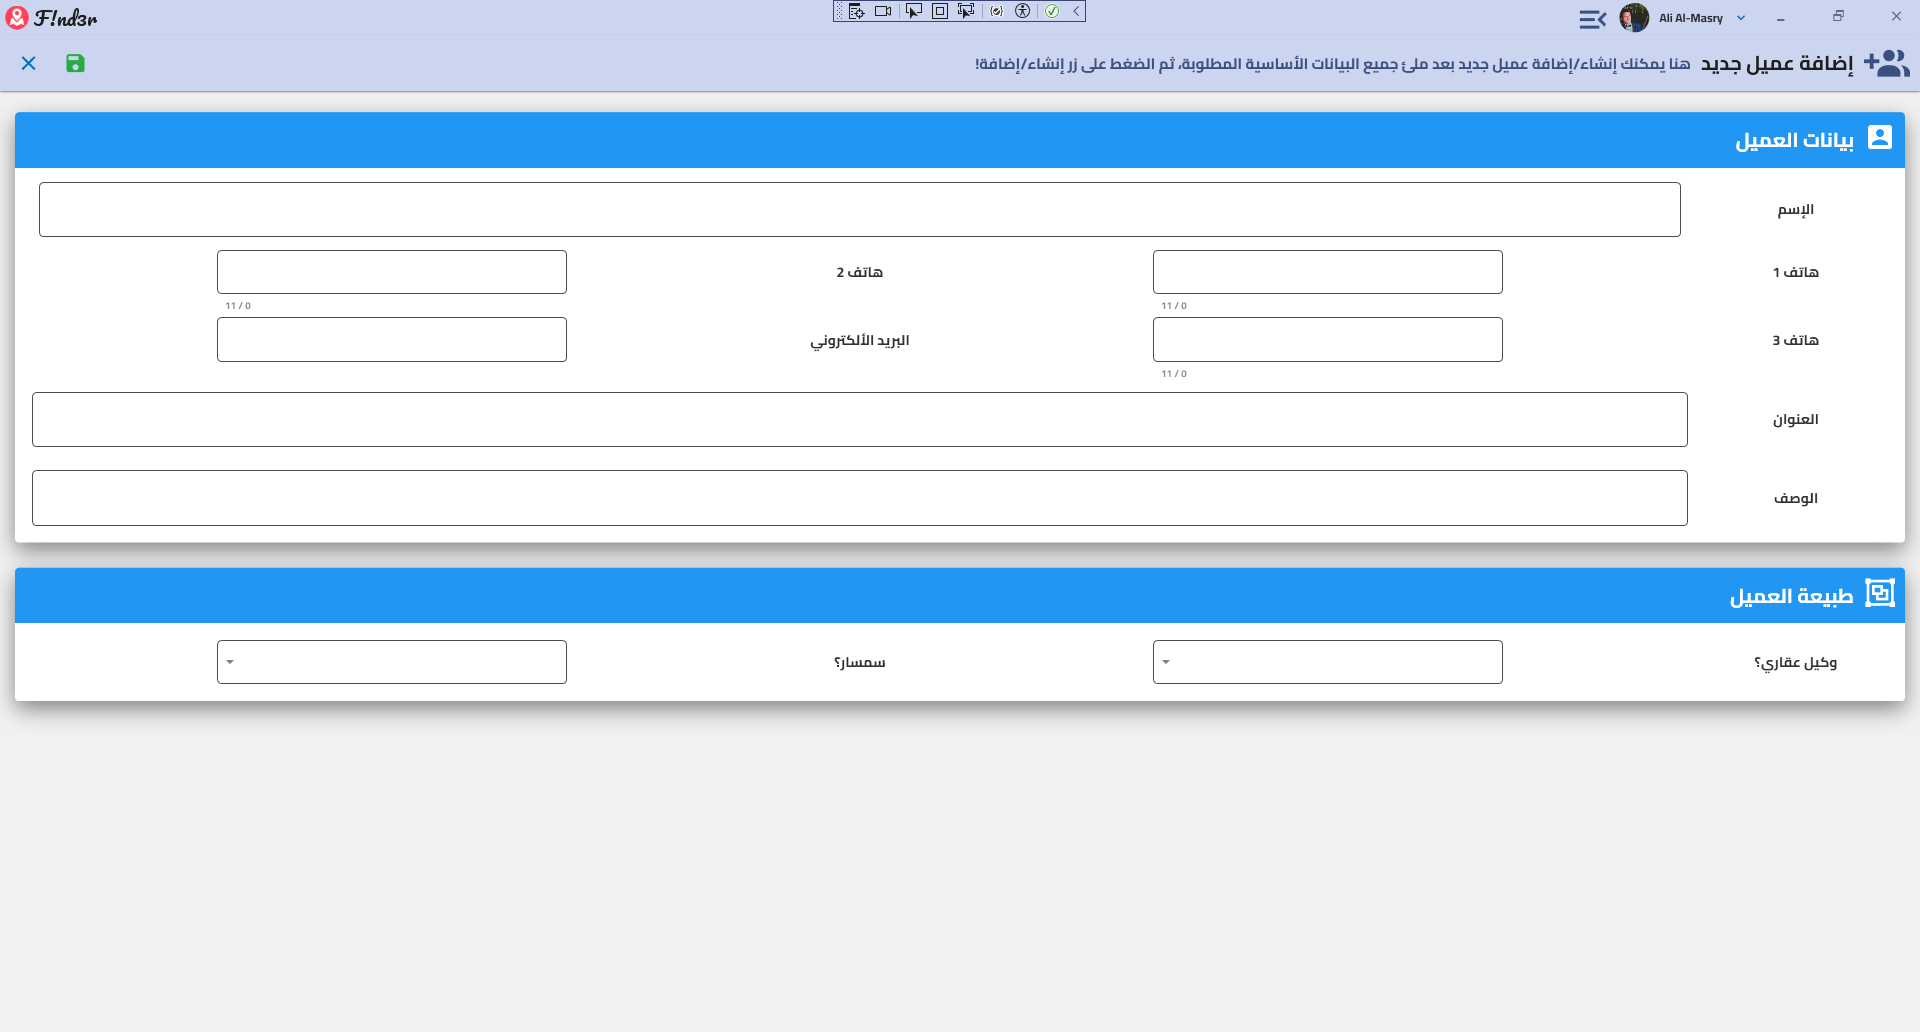 F!nd3r
Ali Al-Masry
إضافة عميل جديد هنا يمكنك إنشاء/إضافة عميل جديد بعد ملئ جميع البيانات الأساسية المطلوبة، ثم الضغط على زر إنشاء/إضافة!
بيانات العميل
الإسم
هاتف 1
11 / 0
هاتف 2
11 / 0
هاتف 3
11 / 0
البريد الألكتروني
العنوان
الوصف
طبيعة العميل
وكيل عقاري؟
سمسار؟